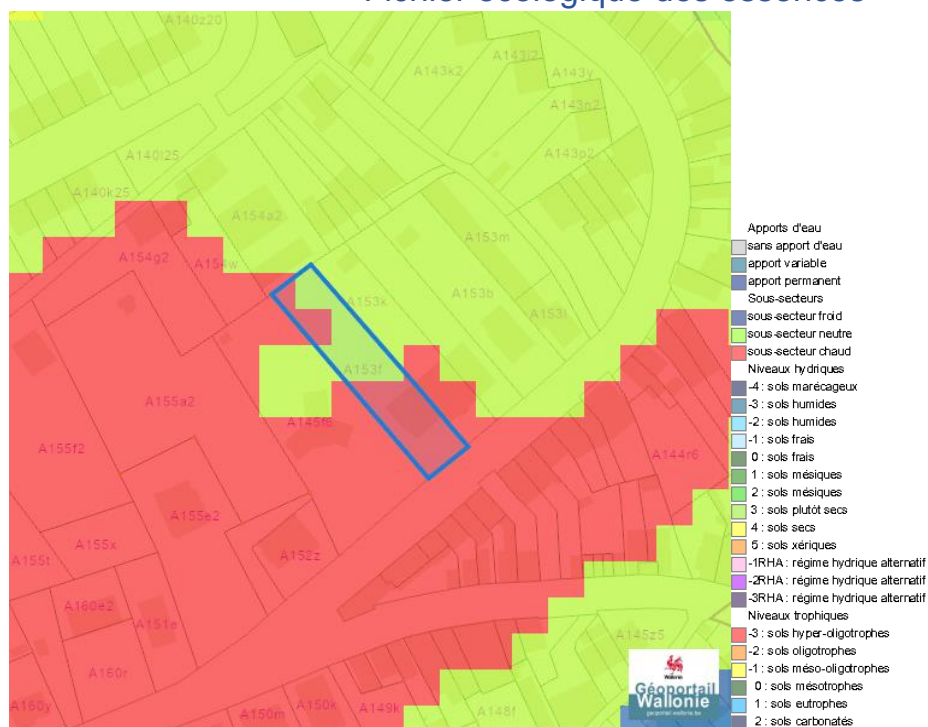 Fichier écologique des essences
A140z20
A143i2
A143k2
A143y
A143n2
A143o2
A140l25
A140k25
A154a2
A153m
A154g2
A154w
A153k
A153b
A153l
A153f
A155a2
A145f6
A155f2
A144r6
A155e2
A155x
A155t
A152z
A160e2
A151e
A160r
A145z5
A160y
A150m
A149k
A148f
Apports d'eau
sans apport d'eau
apport variable
apport permanent
Sous-secteurs
sous-secteur froid
sous-secteur neutre
sous-secteur chaud
Niveaux hydriques
-4 : sols marécageux
-3 : sols humides
-2 : sols humides
-1 : sols frais
0 : sols frais
1 : sols mésiques
2 : sols mésiques
3 : sols plutôt secs
4 : sols secs
5 : sols xériques
-1RHA : régime hydrique alternatif
-2RHA : régime hydrique alternatif
-3RHA : régime hydrique alternatif
Niveaux trophiques
-3 : sols hyper-oligotrophes
-2 : sols oligotrophes
-1 : sols méso-oligotrophes
0 : sols mésotrophes
1 : sols eutrophes
2 : sols carbonatés
Wallonie
Géoportail
Wallonie
geoportail.wallonie.be